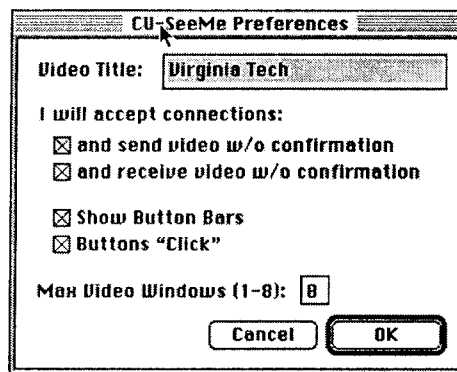 CU-SeeMe Preferences
Video Title: Virginia Tech
I will accept connections:
and send video w/o confirmation
and receive video w/o confirmation
Show Button Bars
Buttons “Click”
Max Video Windows (1-8): 8
Cancel OK